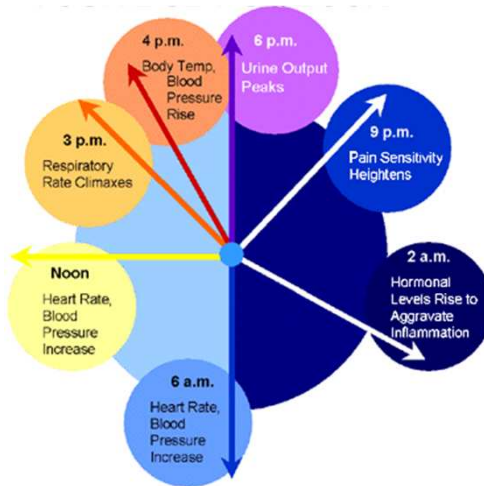 4 p.m.
Body Temp,
Blood
Pressure
Rise
6 p.m.
Urine Output
Peaks
3 p.m.
Respiratory
Rate Climaxes
9 p.m.
Pain Sensitivity
Heightens
Noon
Heart Rate,
Blood
Pressure
Increase
2 a.m.
Hormonal
Levels Rise to
Aggravate
Inflammation
6 a.m.
Heart Rate,
Blood
Pressure
Increase